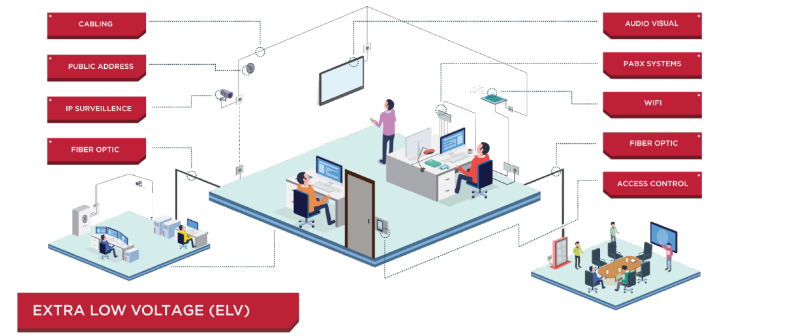 CABLING
PUBLIC ADDRESS
IP SURVEILLENCE
FIBER OPTIC
AUDIO VISUAL
PABX SYSTEMS
WIFI
FIBER OPTIC
ACCESS CONTROL
EXTRA LOW VOLTAGE (ELV)